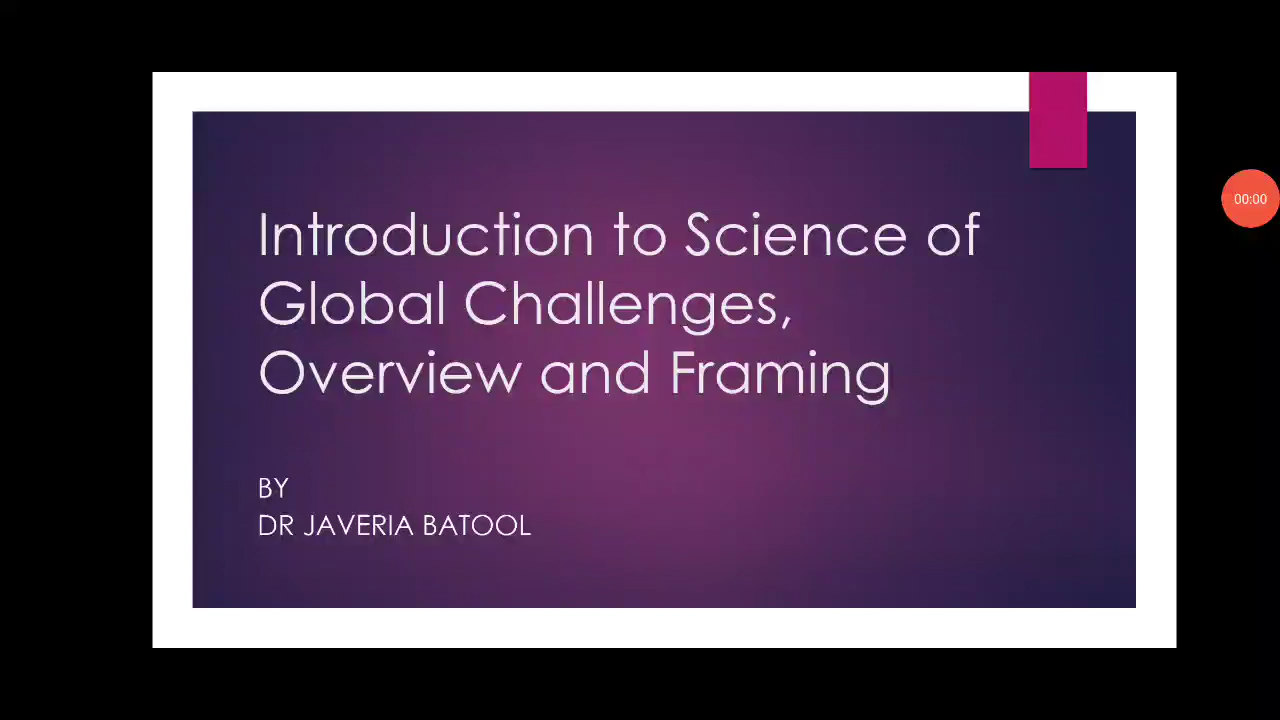 Introduction to Science of
Global Challenges,
Overview and Framing
BY
DR JAVERIA BATOOL
00:00